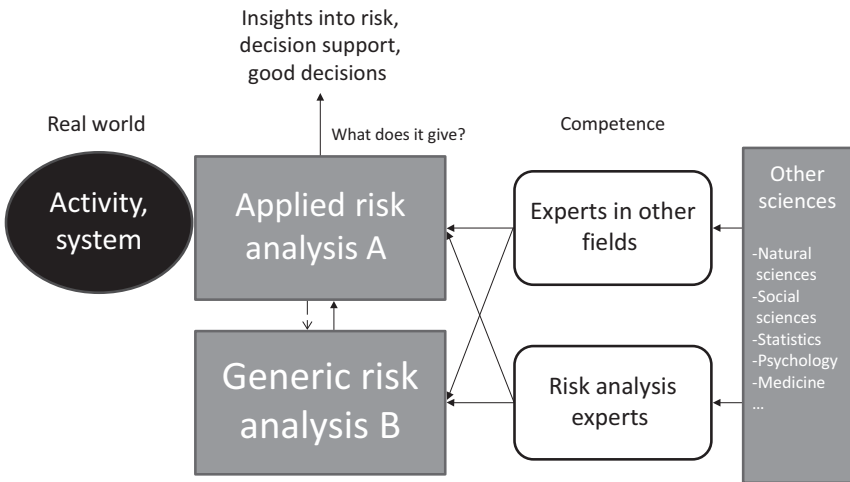 Insights into risk,
decision support,
good decisions
Real world
What does it give?
Competence
Activity,
system
Applied risk
analysis A
Experts in other
fields
Other
sciences
-Natural
sciences
-Social
sciences
-Statistics
-Psychology
-Medicine
...
Generic risk
analysis B
Risk analysis
experts